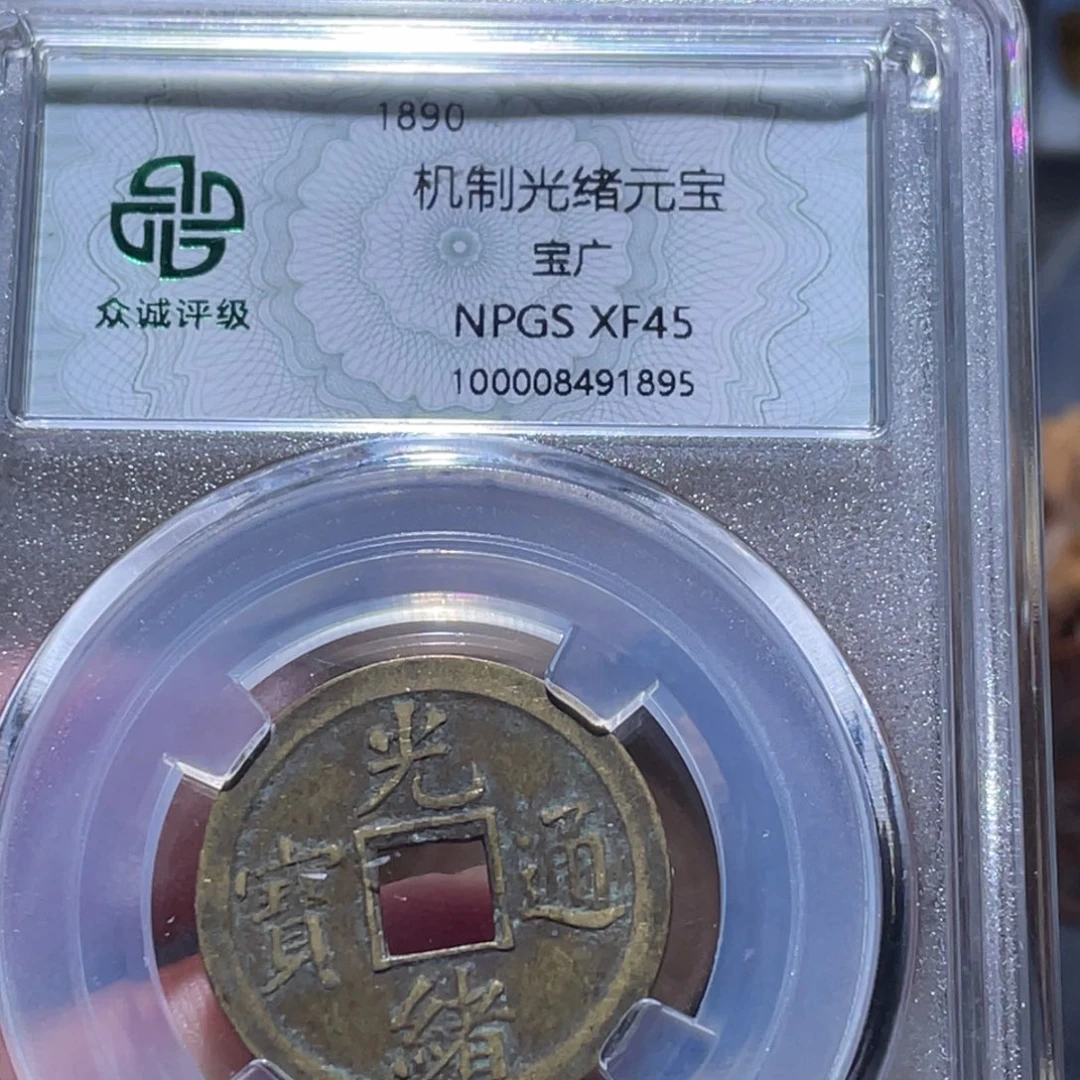 1890
机制光绪元宝
宝广
NPGS XF45
100008491895
众诚评级
光
通
寶
緒